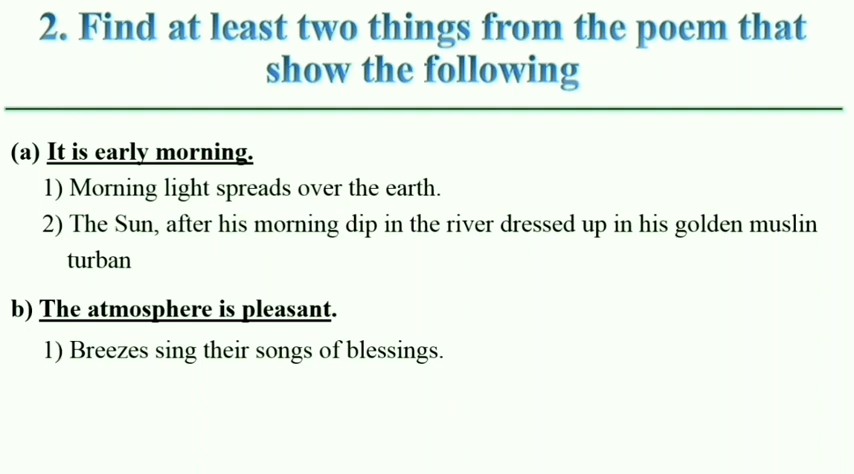 2. Find at least two things from the poem that
show the following
(a) It is early morning.
1) Morning light spreads over the earth.
2) The Sun, after his morning dip in the river dressed up in his golden muslin
turban
b) The atmosphere is pleasant.
1) Breezes sing their songs of blessings.